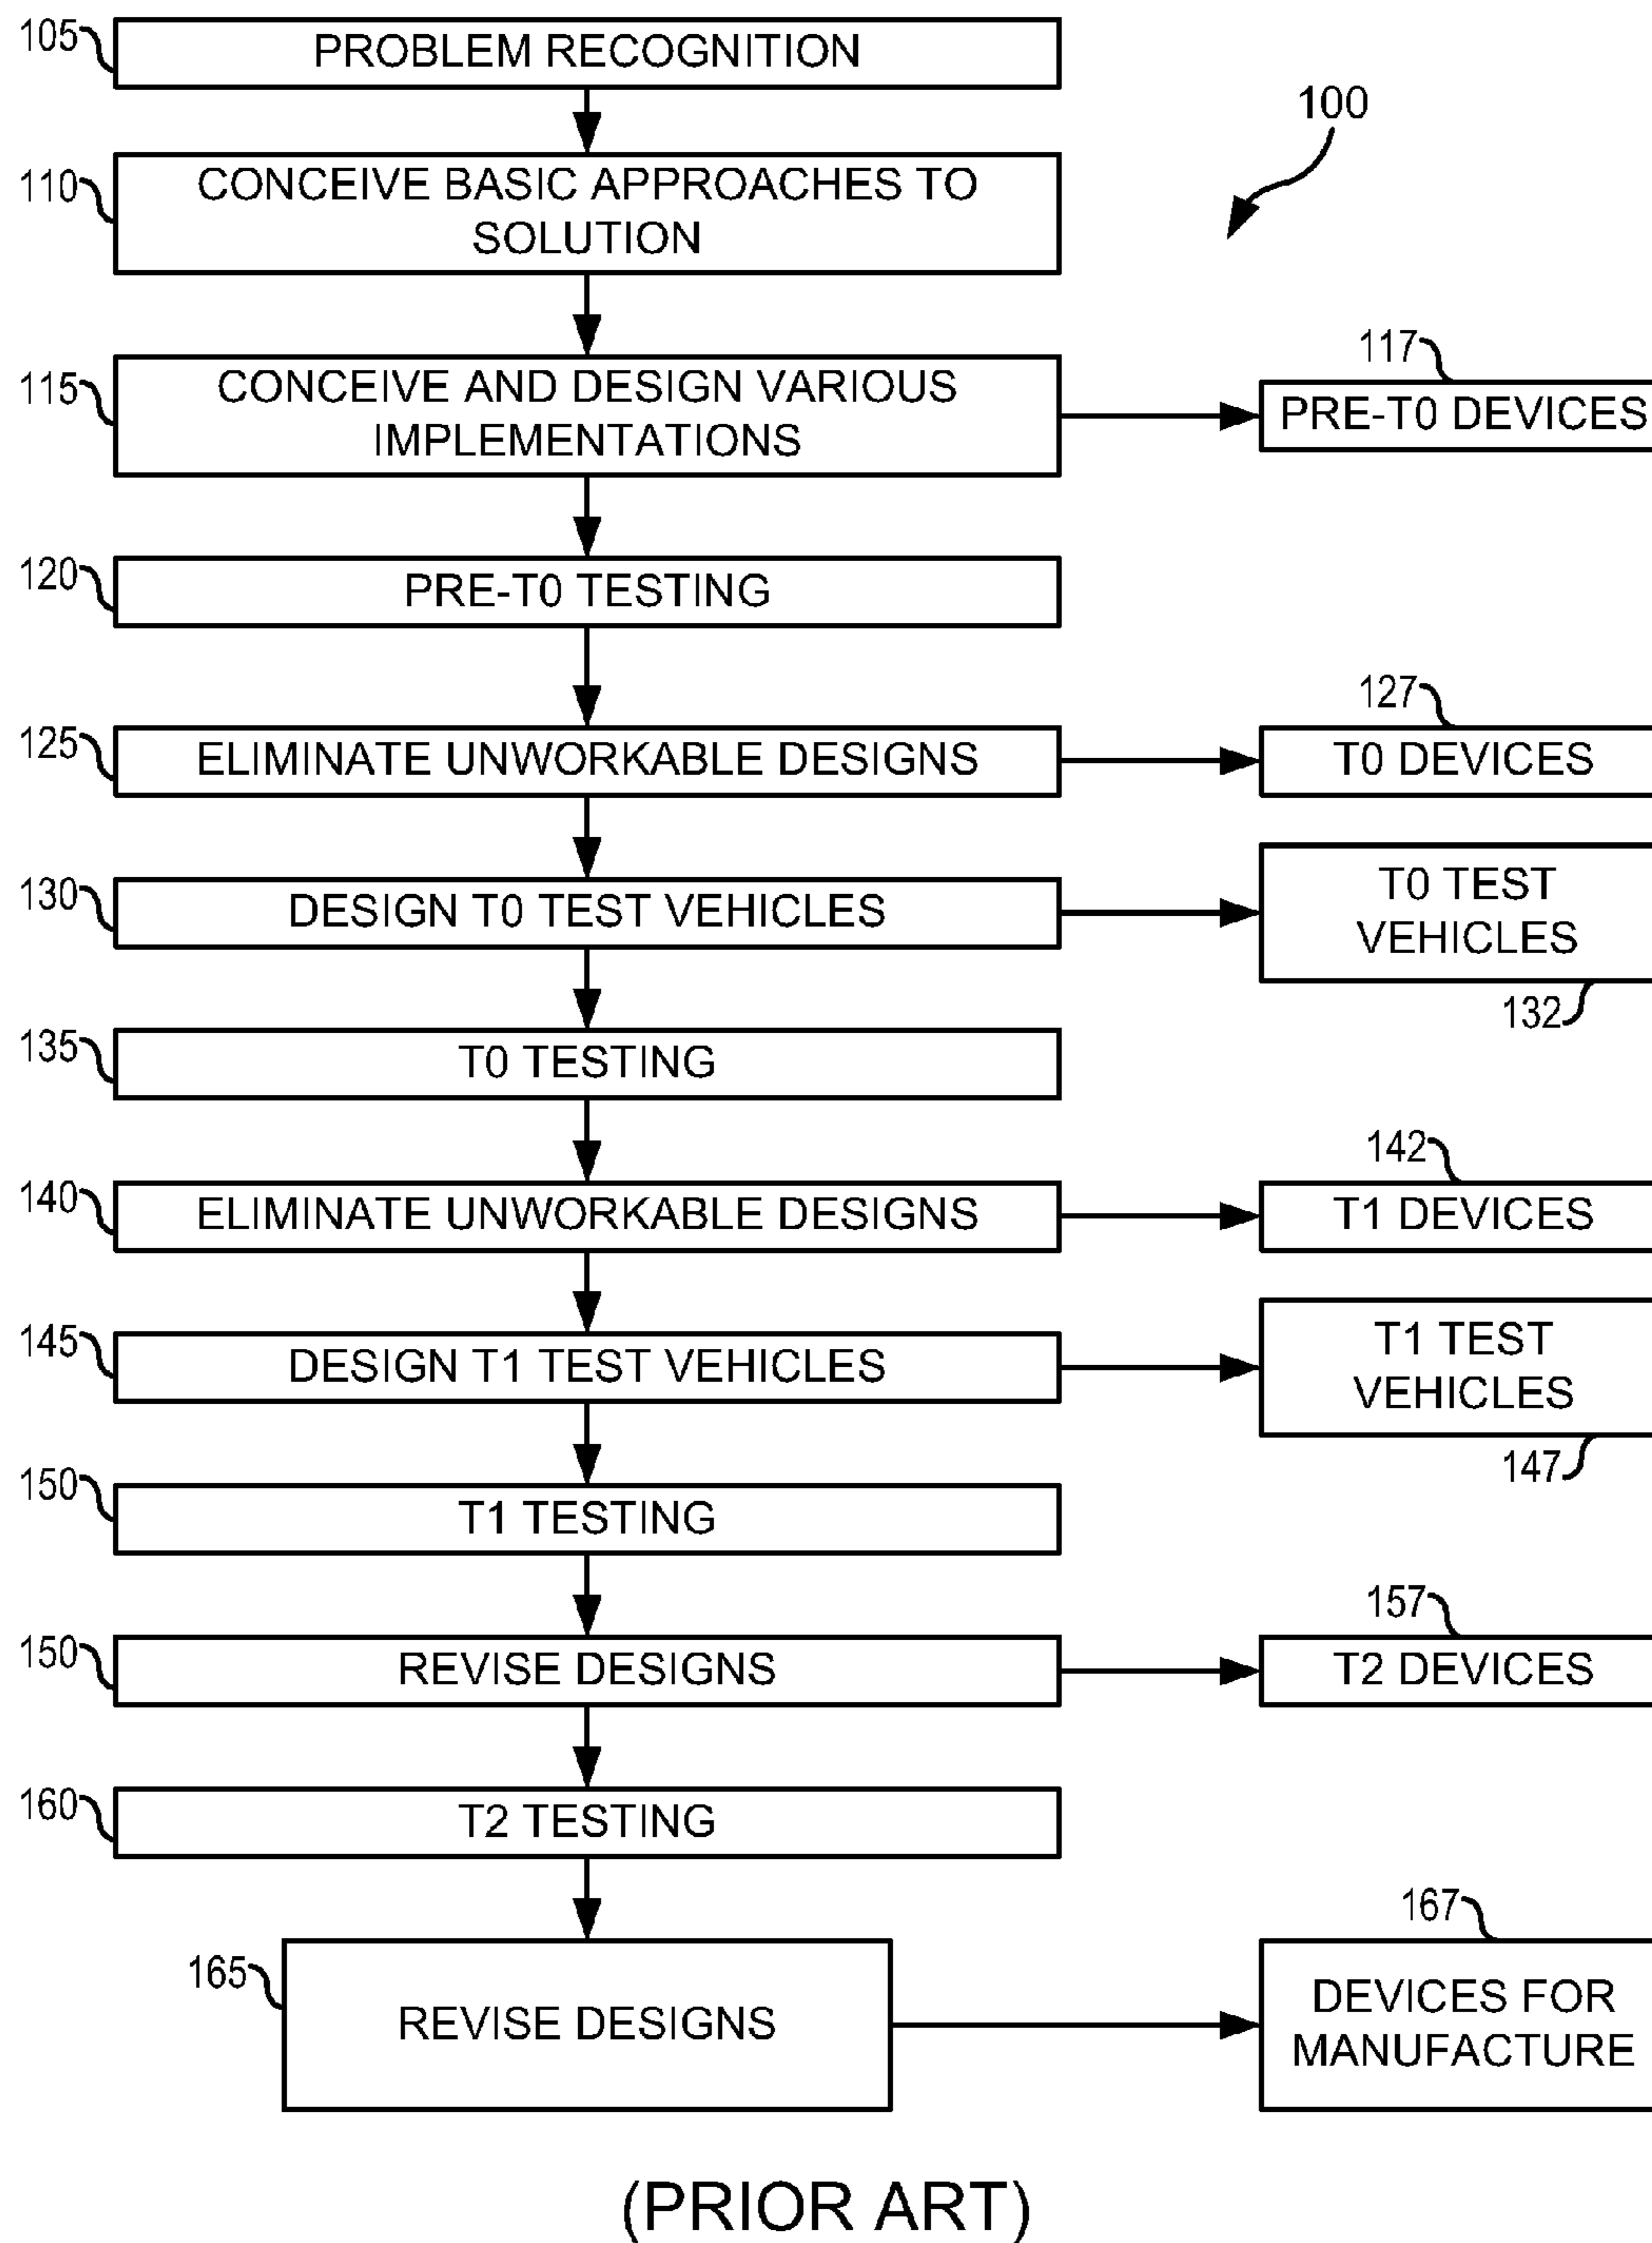 105
PROBLEM RECOGNITION
100
110
CONCEIVE BASIC APPROACHES TO
SOLUTION
115
CONCEIVE AND DESIGN VARIOUS
IMPLEMENTATIONS
117
PRE-T0 DEVICES
120
PRE-T0 TESTING
125
ELIMINATE UNWORKABLE DESIGNS
127
T0 DEVICES
130
DESIGN T0 TEST VEHICLES
T0 TEST
VEHICLES
132
135
T0 TESTING
140
ELIMINATE UNWORKABLE DESIGNS
142
T1 DEVICES
145
DESIGN T1 TEST VEHICLES
T1 TEST
VEHICLES
147
150
T1 TESTING
150
REVISE DESIGNS
157
T2 DEVICES
160
T2 TESTING
165
REVISE DESIGNS
167
DEVICES FOR
MANUFACTURE
(PRIOR ART)